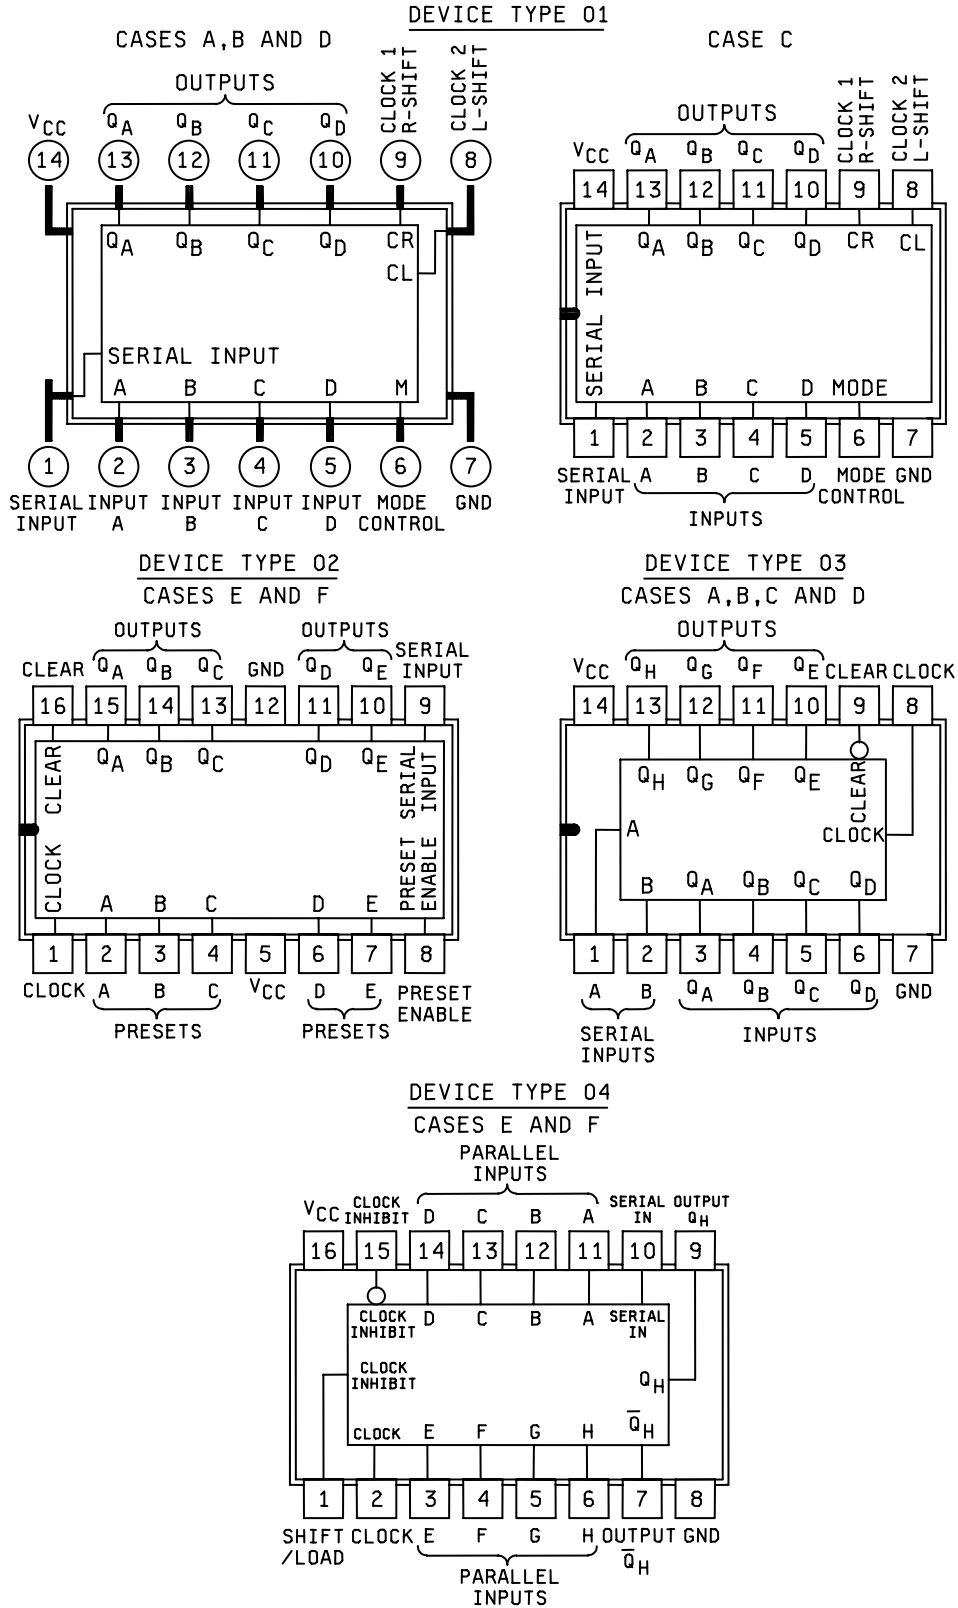 DEVICE TYPE 01
CASES A,B AND D
OUTPUTS
CLOCK 1
R-SHIFT
CLOCK 2
L-SHIFT
VCC QA QB QC QD
14 13 12 11 10 9 8
QA QB QC QD CR
CL
SERIAL INPUT
A B C D M
1 2 3 4 5 6 7
SERIAL INPUT INPUT INPUT INPUT INPUT MODE GND
INPUT A B C D CONTROL
CASE C
OUTPUTS
CLOCK 1
R-SHIFT
CLOCK 2
L-SHIFT
VCC QA QB QC QD
14 13 12 11 10 9 8
QA QB QC QD CR CL
SERIAL INPUT
A B C D MODE
1 2 3 4 5 6 7
SERIAL INPUT A B C D MODE CONTROL GND
INPUTS
DEVICE TYPE 02
CASES E AND F
OUTPUTS OUTPUTS
CLEAR QA QB QC GND QD QE SERIAL INPUT
16 15 14 13 12 11 10 9
CLEAR QA QB QC QD QE SERIAL INPUT
CLOCK A B C D E PRESET ENABLE
1 2 3 4 5 6 7 8
CLOCK A B C VCC D E PRESET ENABLE
PRESETS PRESETS
DEVICE TYPE 03
CASES A,B,C AND D
OUTPUTS
VCC QH QG QF QE CLEAR CLOCK
14 13 12 11 10 9 8
QH QG QF QE CLEAR
A CLOCK
B QA QB QC QD
1 2 3 4 5 6 7
A B QA QB QC QD GND
SERIAL INPUTS INPUTS
DEVICE TYPE 04
CASES E AND F
PARALLEL
INPUTS
VCC CLOCK INHIBIT D C B A SERIAL IN OUTPUT QH
16 15 14 13 12 11 10 9
CLOCK INHIBIT D C B A SERIAL IN
CLOCK INHIBIT QH
CLOCK E F G H Q̅H
1 2 3 4 5 6 7 8
SHIFT /LOAD CLOCK E F G H OUTPUT Q̅H GND
PARALLEL
INPUTS